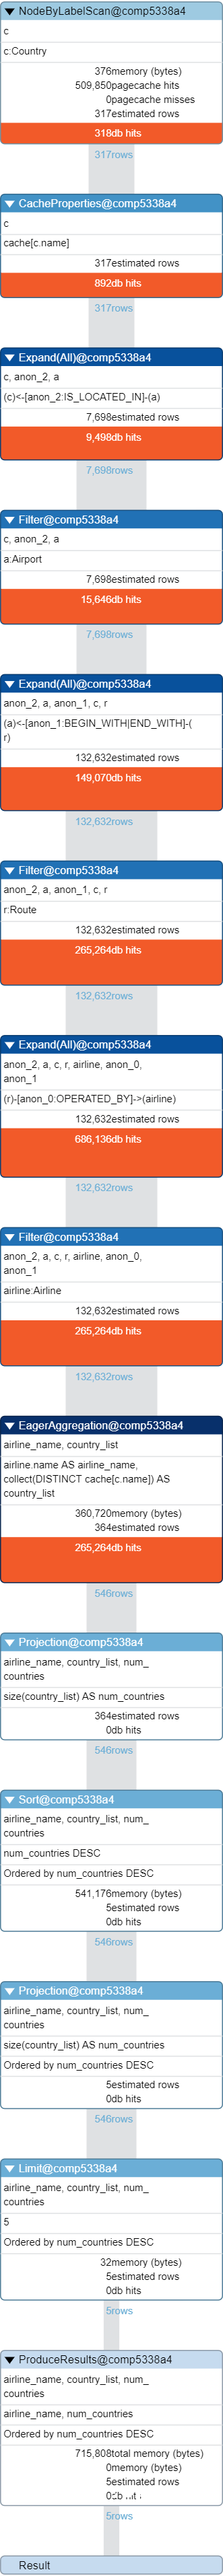 NodeByLabelScan@comp5338a4
c
c:Country
376memory (bytes)
509,850pagecache hits
0pagecache misses
317estimated rows
318db hits
317rows
CacheProperties@comp5338a4
c
cache[c.name]
317estimated rows
892db hits
317rows
Expand(All)@comp5338a4
c, anon_2, a
(c)<-[anon_2:IS_LOCATED_IN]-(a)
7,698estimated rows
9,498db hits
7,698rows
Filter@comp5338a4
c, anon_2, a
a:Airport
7,698estimated rows
15,646db hits
7,698rows
Expand(All)@comp5338a4
anon_2, a, anon_1, c, r
(a)<-[anon_1:BEGIN_WITH|END_WITH]-(
r)
132,632estimated rows
149,070db hits
132,632rows
Filter@comp5338a4
anon_2, a, anon_1, c, r
r:Route
132,632estimated rows
265,264db hits
132,632rows
Expand(All)@comp5338a4
anon_2, a, c, r, airline, anon_0,
anon_1
(r)-[anon_0:OPERATED_BY]->(airline)
132,632estimated rows
686,136db hits
132,632rows
Filter@comp5338a4
anon_2, a, c, r, airline, anon_0,
anon_1
airline:Airline
132,632estimated rows
265,264db hits
132,632rows
EagerAggregation@comp5338a4
airline_name, country_list
airline.name AS airline_name,
collect(DISTINCT cache[c.name]) AS
country_list
360,720memory (bytes)
364estimated rows
265,264db hits
546rows
Projection@comp5338a4
airline_name, country_list, num_
countries
size(country_list) AS num_countries
364estimated rows
0db hits
546rows
Sort@comp5338a4
airline_name, country_list, num_
countries
num_countries DESC
Ordered by num_countries DESC
541,176memory (bytes)
5estimated rows
0db hits
546rows
Projection@comp5338a4
airline_name, country_list, num_
countries
size(country_list) AS num_countries
Ordered by num_countries DESC
5estimated rows
0db hits
546rows
Limit@comp5338a4
airline_name, country_list, num_
countries
5
Ordered by num_countries DESC
32memory (bytes)
5estimated rows
0db hits
5rows
ProduceResults@comp5338a4
airline_name, country_list, num_
countries
airline_name, num_countries
Ordered by num_countries DESC
715,808total memory (bytes)
0memory (bytes)
5estimated rows
5rows
Result